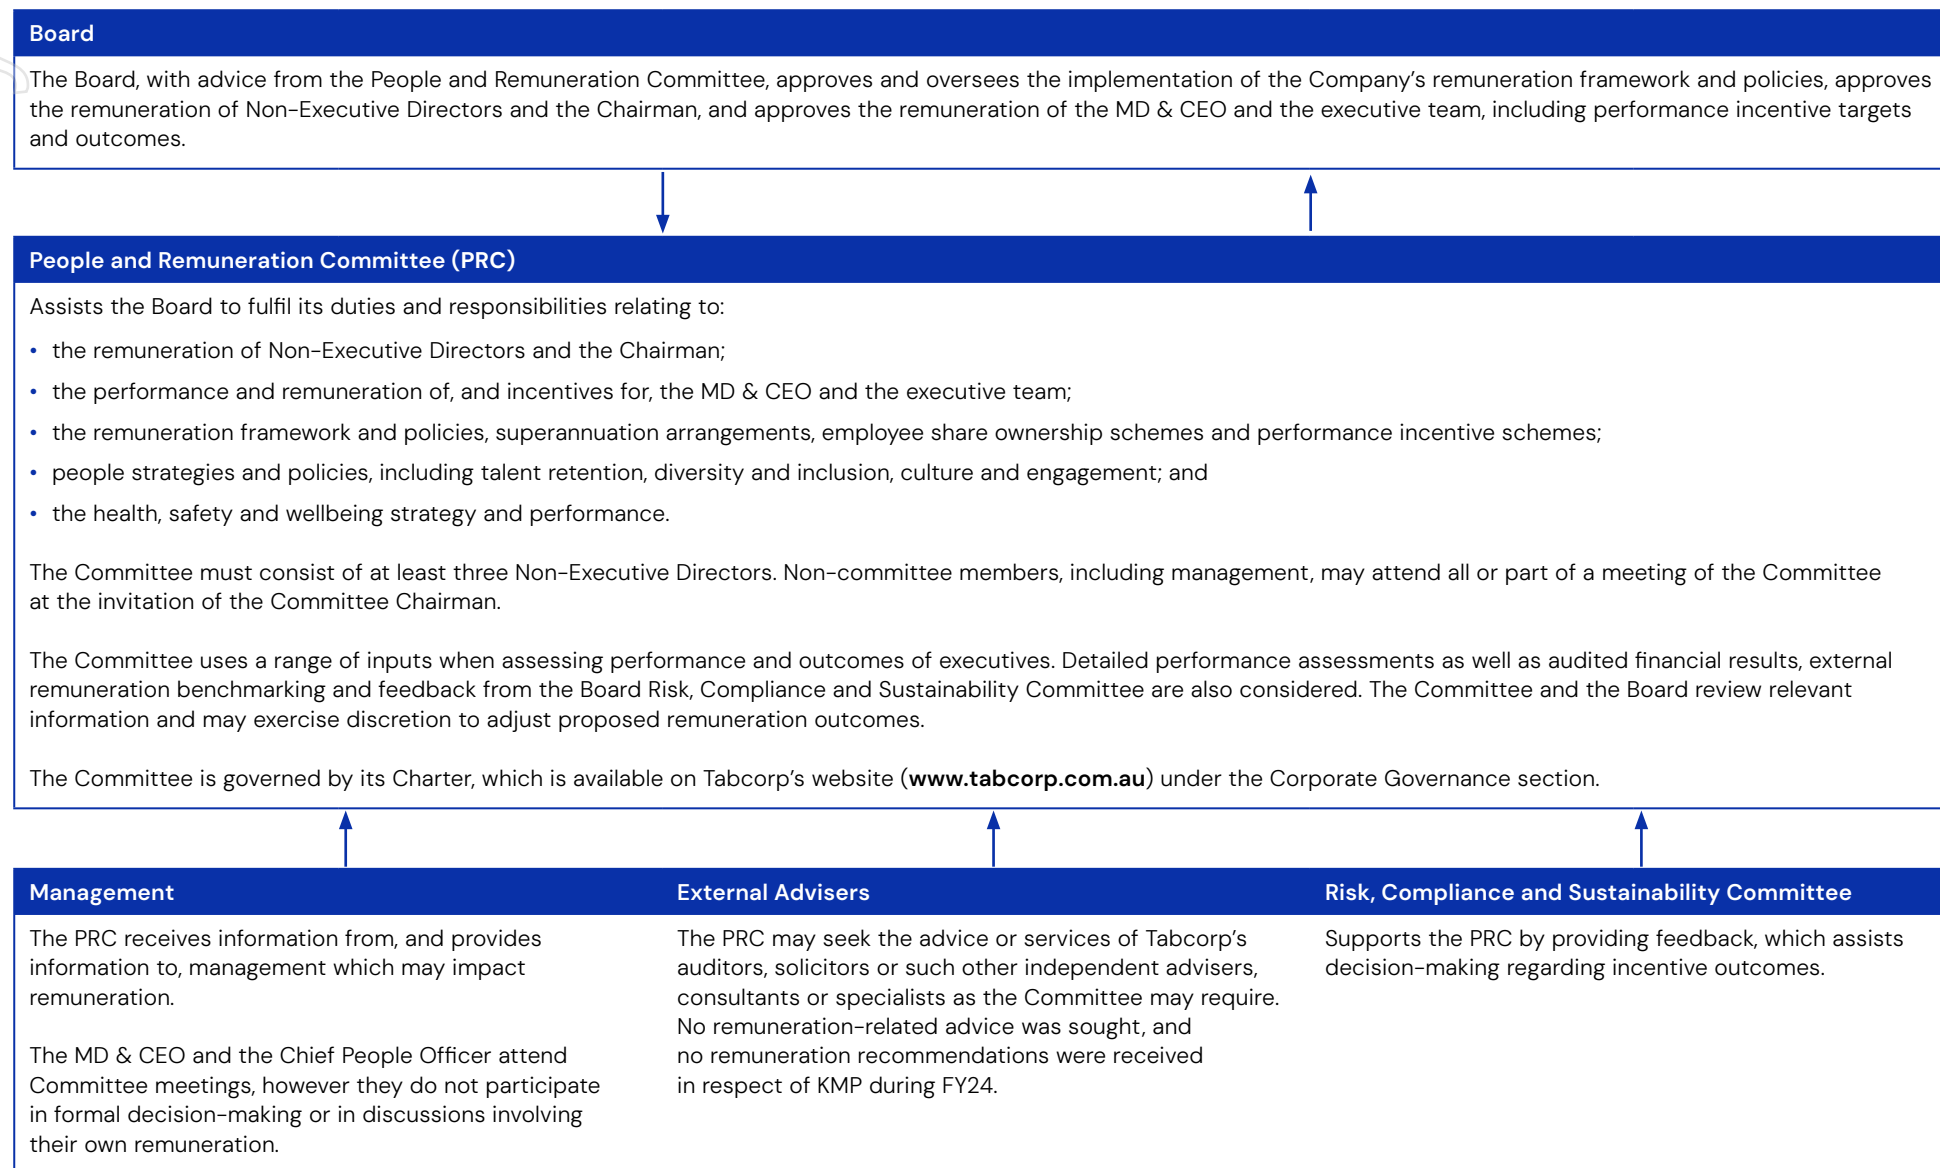 Board
The Board, with advice from the People and Remuneration Committee, approves and oversees the implementation of the Company’s remuneration framework and policies, approves
the remuneration of Non-Executive Directors and the Chairman, and approves the remuneration of the MD & CEO and the executive team, including performance incentive targets
and outcomes.
People and Remuneration Committee (PRC)
Assists the Board to fulfil its duties and responsibilities relating to:
• the remuneration of Non-Executive Directors and the Chairman;
• the performance and remuneration of, and incentives for, the MD & CEO and the executive team;
• the remuneration framework and policies, superannuation arrangements, employee share ownership schemes and performance incentive schemes;
• people strategies and policies, including talent retention, diversity and inclusion, culture and engagement; and
• the health, safety and wellbeing strategy and performance.
The Committee must consist of at least three Non-Executive Directors. Non-committee members, including management, may attend all or part of a meeting of the Committee
at the invitation of the Committee Chairman.
The Committee uses a range of inputs when assessing performance and outcomes of executives. Detailed performance assessments as well as audited financial results, external
remuneration benchmarking and feedback from the Board Risk, Compliance and Sustainability Committee are also considered. The Committee and the Board review relevant
information and may exercise discretion to adjust proposed remuneration outcomes.
The Committee is governed by its Charter, which is available on Tabcorp’s website (www.tabcorp.com.au) under the Corporate Governance section.
Management
The PRC receives information from, and provides
information to, management which may impact
remuneration.
The MD & CEO and the Chief People Officer attend
Committee meetings, however they do not participate
in formal decision-making or in discussions involving
their own remuneration.
External Advisers
The PRC may seek the advice or services of Tabcorp’s
auditors, solicitors or such other independent advisers,
consultants or specialists as the Committee may require.
No remuneration-related advice was sought, and
no remuneration recommendations were received
in respect of KMP during FY24.
Risk, Compliance and Sustainability Committee
Supports the PRC by providing feedback, which assists
decision-making regarding incentive outcomes.